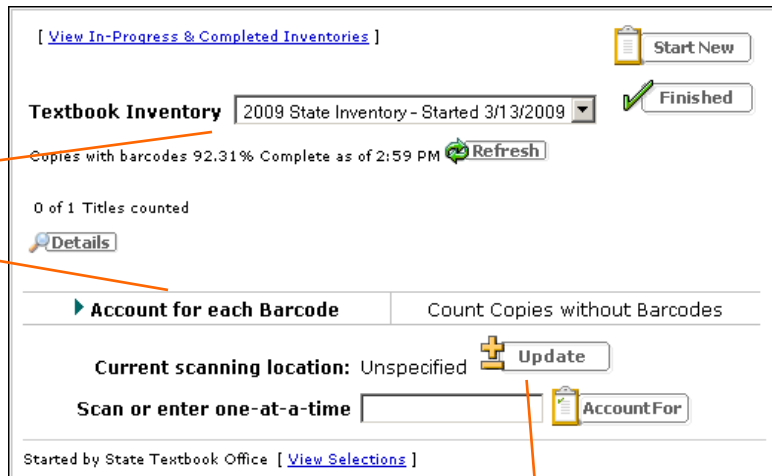 [ View In-Progress & Completed Inventories ]
Start New
Textbook Inventory 2009 State Inventory - Started 3/13/2009
Finished
Copies with barcodes 92.31% Complete as of 2:59 PM Refresh
0 of 1 Titles counted
Details
Account for each Barcode Count Copies without Barcodes
Current scanning location: Unspecified Update
Scan or enter one-at-a-time AccountFor
Started by State Textbook Office [ View Selections ]